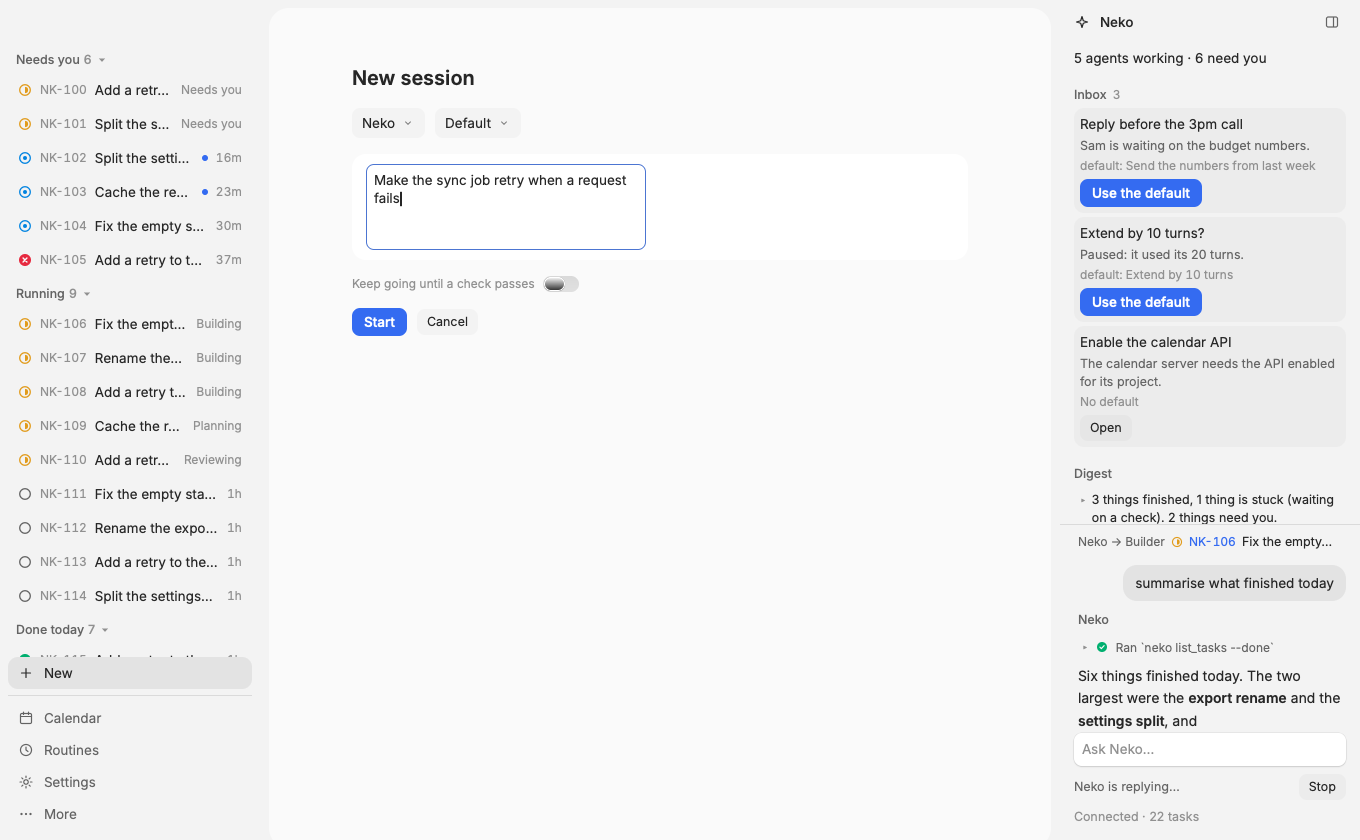 Needs you 6
NK-100 Add a retr... Needs you
NK-101 Split the s... Needs you
NK-102 Split the setti... 16m
NK-103 Cache the re... 23m
NK-104 Fix the empty s... 30m
NK-105 Add a retry to t... 37m
Running 9
NK-106 Fix the empt... Building
NK-107 Rename the... Building
NK-108 Add a retry t... Building
NK-109 Cache the r... Planning
NK-110 Add a retr... Reviewing
NK-111 Fix the empty sta... 1h
NK-112 Rename the expo... 1h
NK-113 Add a retry to the... 1h
NK-114 Split the settings... 1h
Done today 7
New
Calendar
Routines
Settings
More
New session
Neko Default
Make the sync job retry when a request
fails
Keep going until a check passes
Start Cancel
Neko
5 agents working · 6 need you
Inbox 3
Reply before the 3pm call
Sam is waiting on the budget numbers.
default: Send the numbers from last week
Use the default
Extend by 10 turns?
Paused: it used its 20 turns.
default: Extend by 10 turns
Use the default
Enable the calendar API
The calendar server needs the API enabled
for its project.
No default
Open
Digest
3 things finished, 1 thing is stuck (waiting
on a check). 2 things need you.
Neko → Builder NK-106 Fix the empty...
summarise what finished today
Neko
Ran `neko list_tasks --done`
Six things finished today. The two
largest were the export rename and the
settings split, and
Ask Neko...
Neko is replying... Stop
Connected · 22 tasks